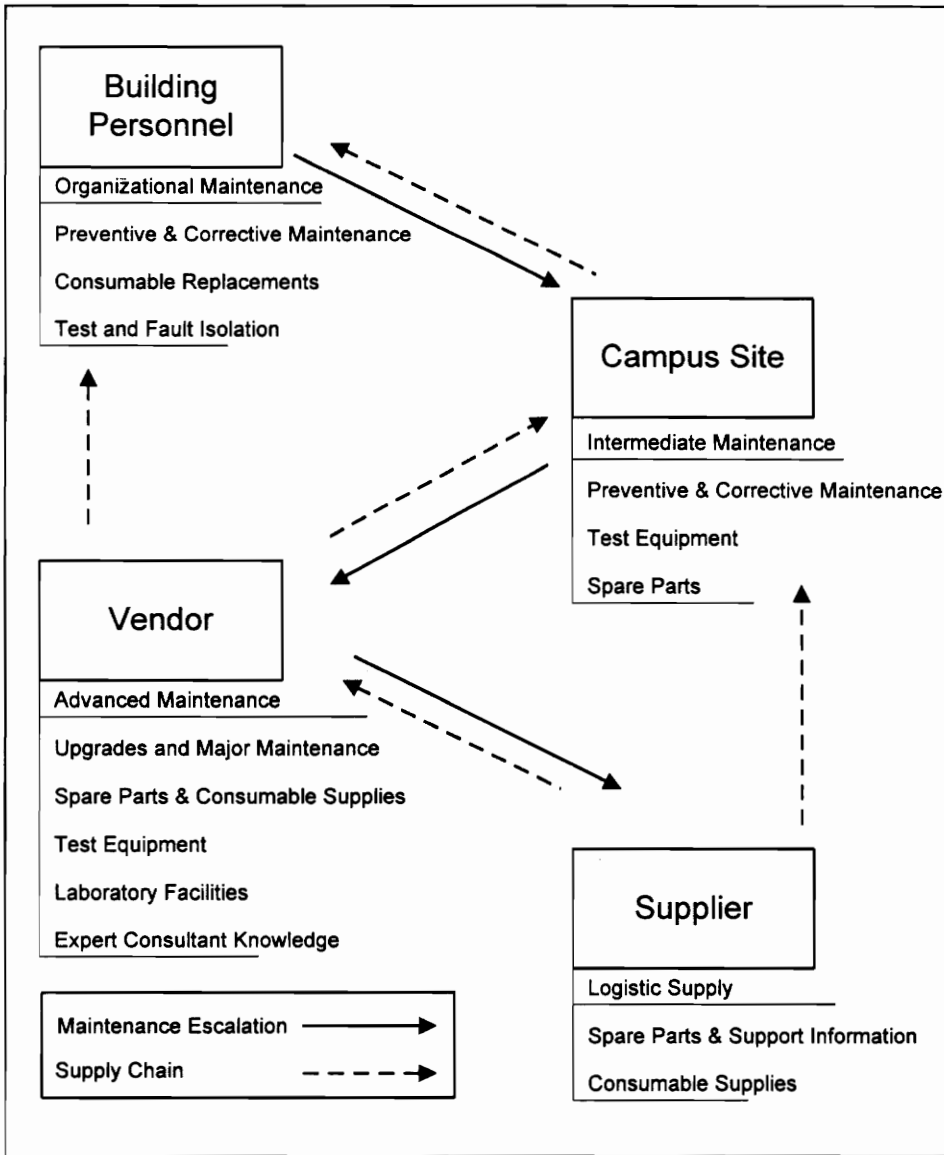 Building
Personnel
Organizational Maintenance
Preventive & Corrective Maintenance
Consumable Replacements
Test and Fault Isolation
Campus Site
Intermediate Maintenance
Preventive & Corrective Maintenance
Test Equipment
Spare Parts
Vendor
Advanced Maintenance
Upgrades and Major Maintenance
Spare Parts & Consumable Supplies
Test Equipment
Laboratory Facilities
Expert Consultant Knowledge
Supplier
Logistic Supply
Spare Parts & Support Information
Consumable Supplies
Maintenance Escalation
Supply Chain